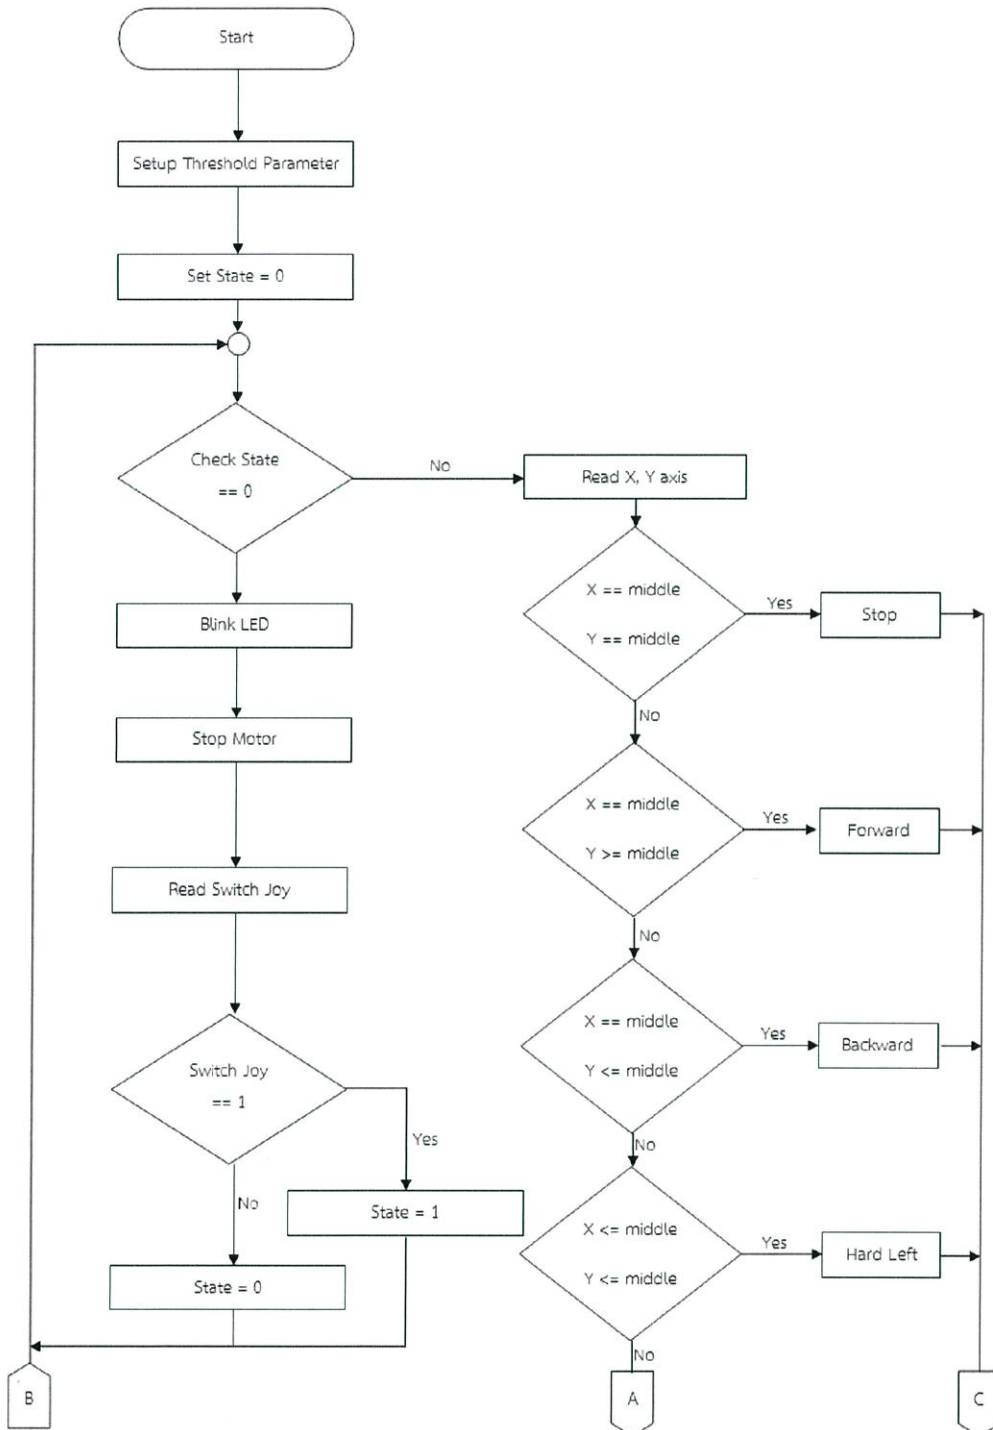 Start
Setup Threshold Parameter
Set State = 0
Check State
== 0
No
Read X, Y axis
X == middle
Y == middle
Yes
Stop
No
Blink LED
Stop Motor
X == middle
Y >= middle
Yes
Forward
No
Read Switch Joy
X == middle
Y <= middle
Yes
Backward
No
Switch Joy
== 1
Yes
No
State = 1
State = 0
X <= middle
Y <= middle
Yes
Hard Left
No
B
A
C